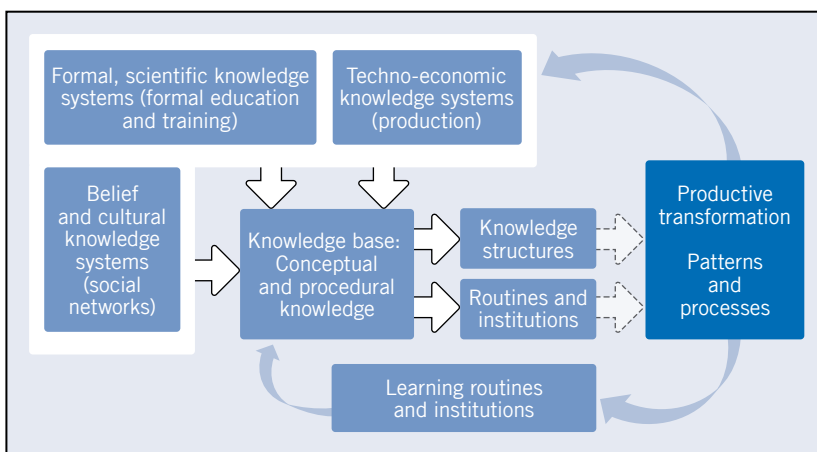 Formal, scientific knowledge
systems (formal education
and training)
Techno-economic
knowledge systems
(production)
Belief
and cultural
knowledge
systems
(social
networks)
Knowledge base:
Conceptual
and procedural
knowledge
Knowledge
structures
Routines and
institutions
Productive
transformation
Patterns
and
processes
Learning routines
and institutions